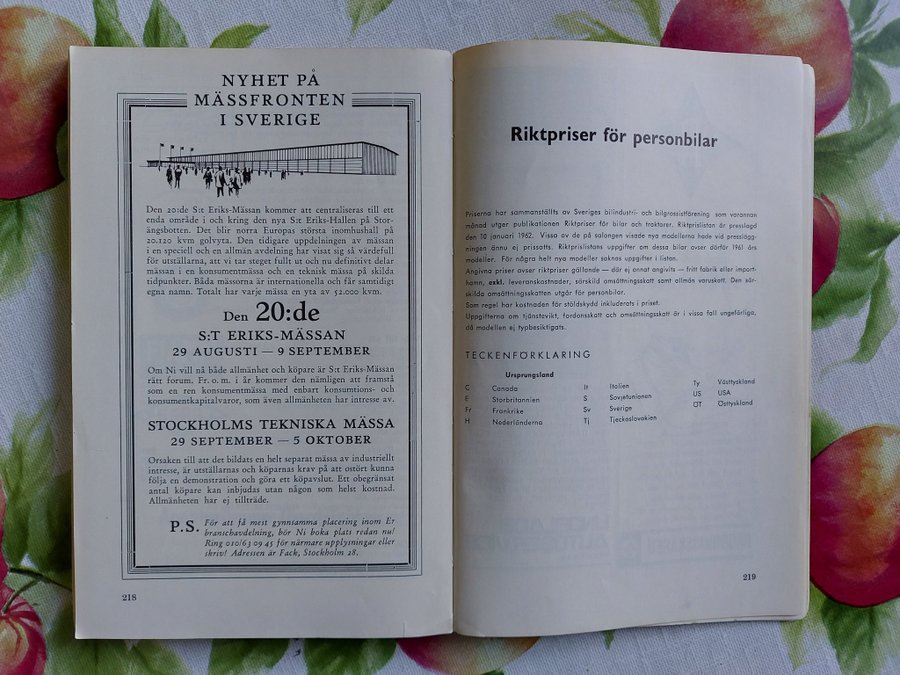 NYHET PÅ
MÄSSFRONTEN
I SVERIGE
Den 20:de S:t Eriks-Mässan kommer att centraliseras till ett
enda område i och kring den nya S:t Eriks-Hallen på Stor-
ängsbotten. Det blir norra Europas största inomhushall på
20.120 kvm golvyta. Den tidigare uppdelningen av mässan
i en speciell och en allmän avdelning har visat sig så värdefull
för utställarna, att vi tar steget fullt ut och nu definitivt delar
mässan i en konsumentmässa och en teknisk mässa på skilda
tidpunkter. Båda mässorna är internationella och får samtidigt
egna namn. Totalt har varje mässa en yta av 52.000 kvm.
Den 20:de
S:T ERIKS-MÄSSAN
29 AUGUSTI — 9 SEPTEMBER
Om Ni vill nå både allmänhet och köpare är S:t Eriks-Mässan
rätt forum. Fr. o. m. i år kommer den nämligen att framstå
som en ren konsumentmässa med enbart konsumtions- och
konsumentkapitalvaror, som även allmänheten har intresse av.
STOCKHOLMS TEKNISKA MÄSSA
29 SEPTEMBER — 5 OKTOBER
Orsaken till att det bildats en helt separat mässa av industriellt
intresse, är utställarnas och köparnas krav på att ostört kunna
följa en demonstration och göra ett köpavslut. Ett obegränsat
antal köpare kan inbjudas utan någon som helst kostnad.
Allmänheten har ej tillträde.
P.S. För att få mest gynnsamma placering inom Er
branschavdelning, bör Ni boka plats redan nu!
Ring 010/63 09 45 för närmare upplysningar eller
skriv! Adressen är Fack, Stockholm 28.
218
Riktpriser för personbilar
Priserna har sammanställts av Sveriges bilindustri- och bilgrossistförening som varannan
månad utger publikationen Riktpriser för bilar och traktorer. Riktprislistan är presslagd
den 10 januari 1962. Vissa av de på salongen visade nya modellerna hade vid presslägg-
ningen ännu ej prissatts. Riktprislistans uppgifter om dessa bilar avser därför 1961 års
modeller. För några helt nya modeller saknas uppgifter i listan.
Angivna priser avser riktpriser gällande — där ej annat angivits — fritt fabrik eller import-
hamn, exkl. leveranskostnader, särskild omsättningsskatt samt allmän varuskatt. Den sär-
skilda omsättningsskatten utgår för personbilar.
Som regel har kostnaden för stöldskydd inkluderats i priset.
Uppgifterna om tjänstevikt, fordonsskatt och omsättningsskatt är i vissa fall ungefärliga,
då modellen ej typbesiktigats.
TECKENFÖRKLARING
Ursprungsland
C Canada It Italien Ty Västtyskland
E Storbritannien S Sovjetunionen US USA
Fr Frankrike Sv Sverige ÖT Östtyskland
H Nederländerna Tj Tjeckoslovakien
219